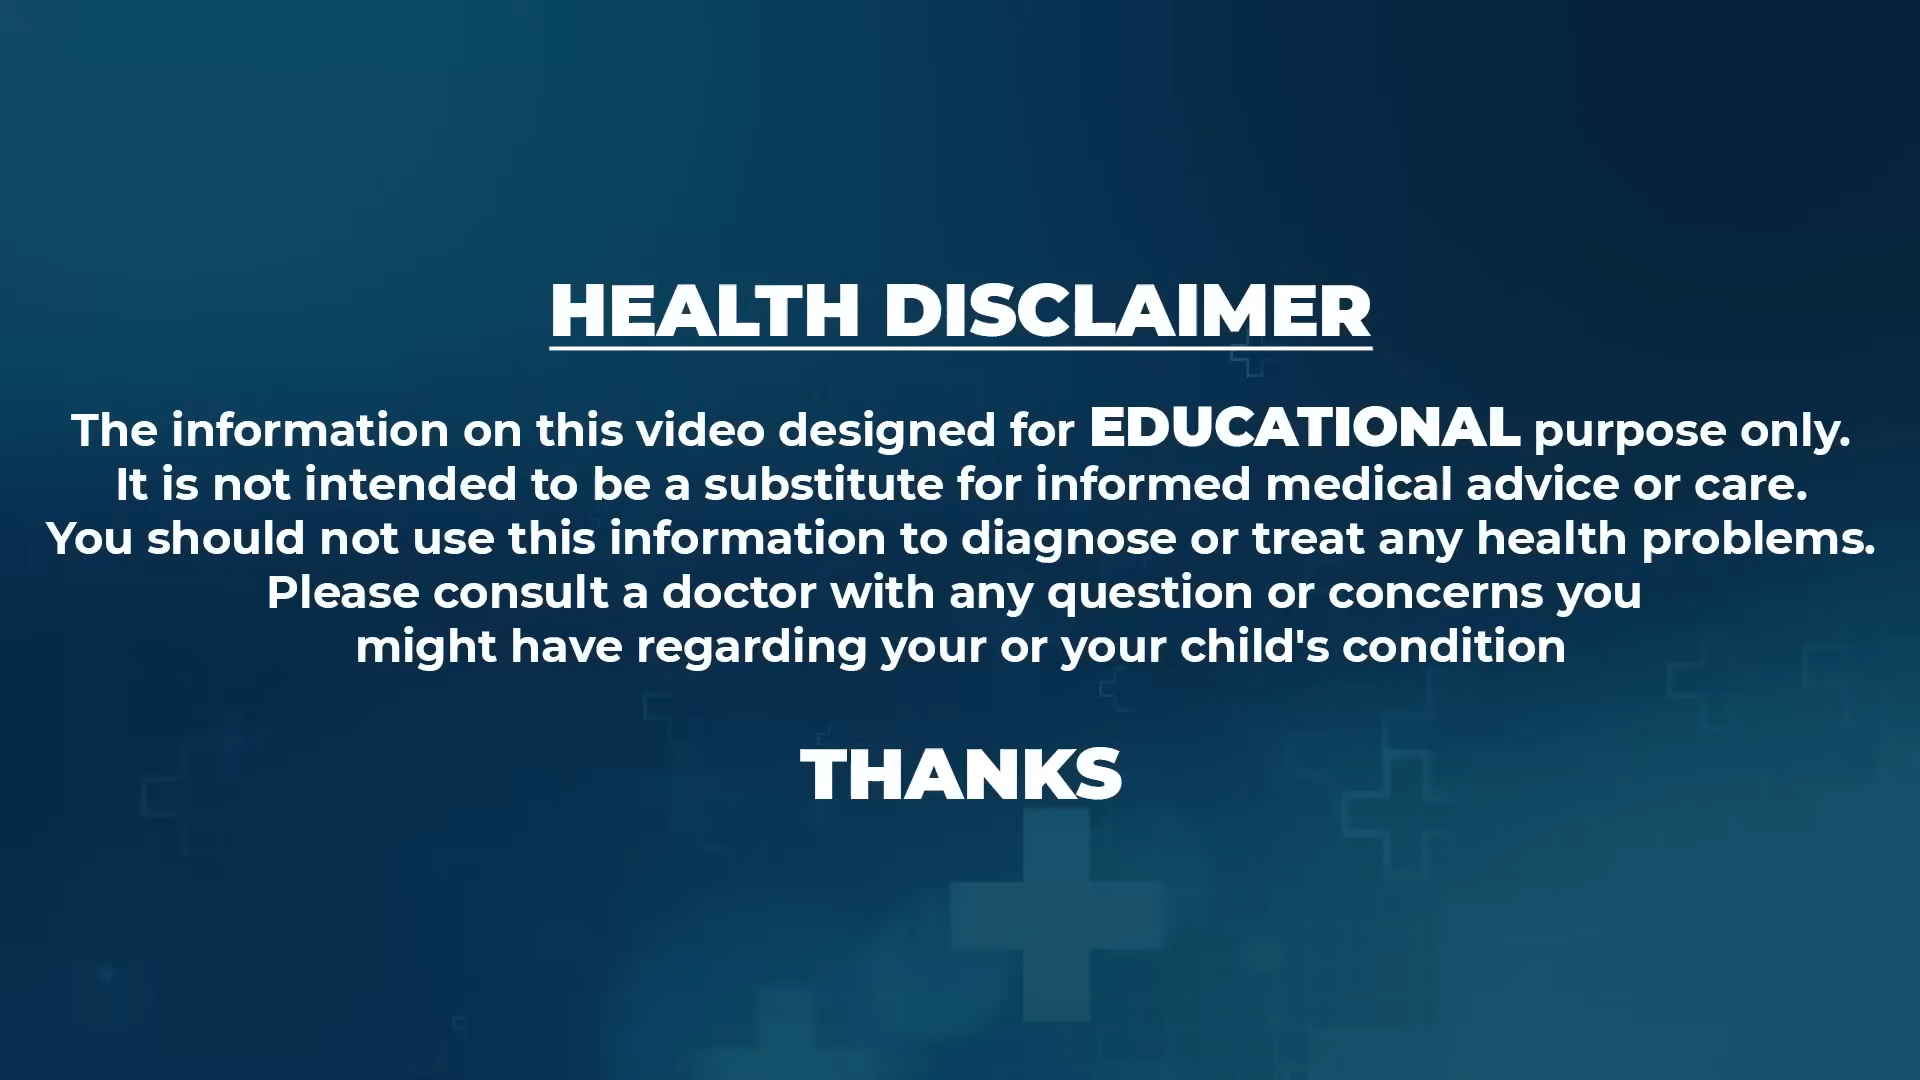 HEALTH DISCLAIMER
The information on this video designed for EDUCATIONAL purpose only.
It is not intended to be a substitute for informed medical advice or care.
You should not use this information to diagnose or treat any health problems.
Please consult a doctor with any question or concerns you
might have regarding your or your child's condition
THANKS